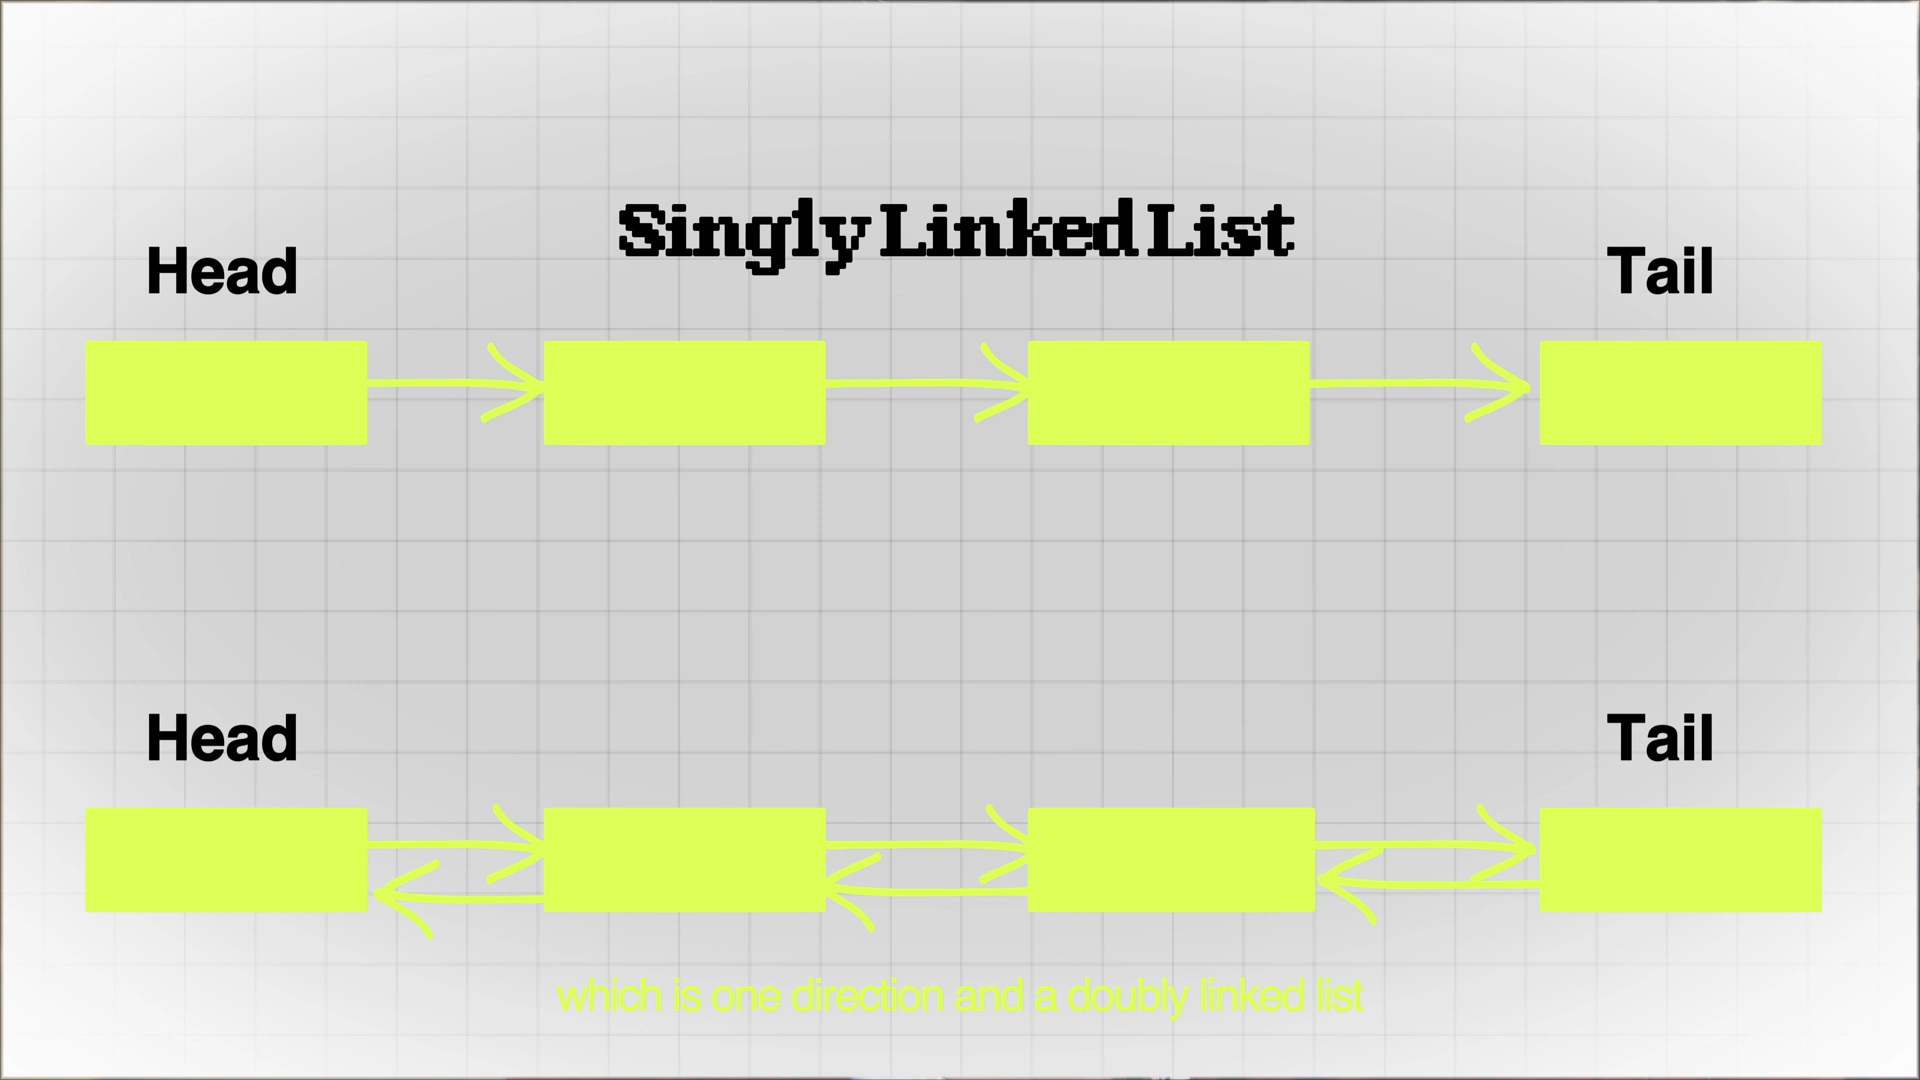 Singly Linked List
Head
Tail
Head
Tail
which is one direction and a doubly linked list